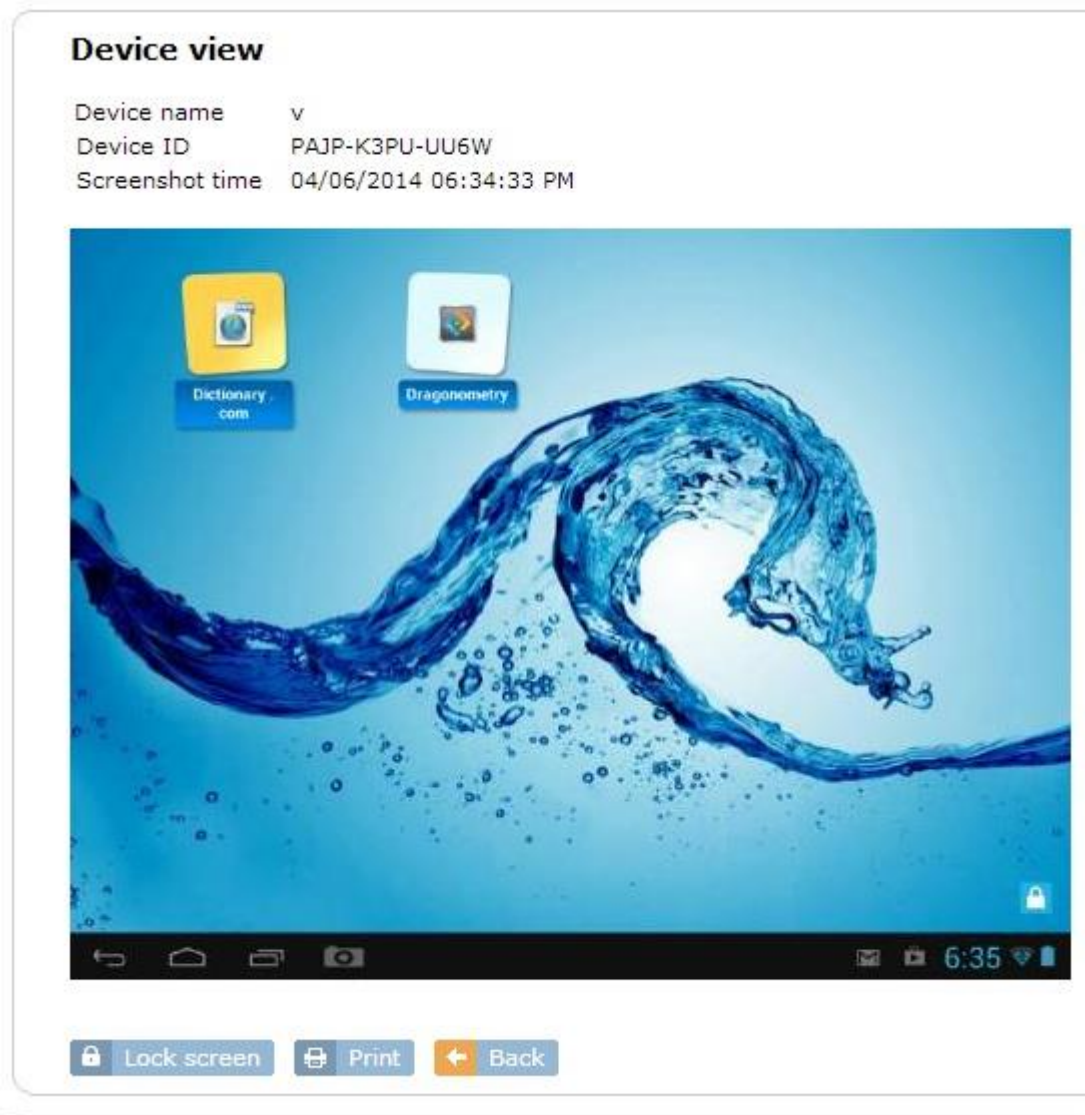 Device view
Device name v
Device ID PAJP-K3PU-UU6W
Screenshot time 04/06/2014 06:34:33 PM
Dictionary.
com
Dragonometry
6:35
Lock screen
Print
Back